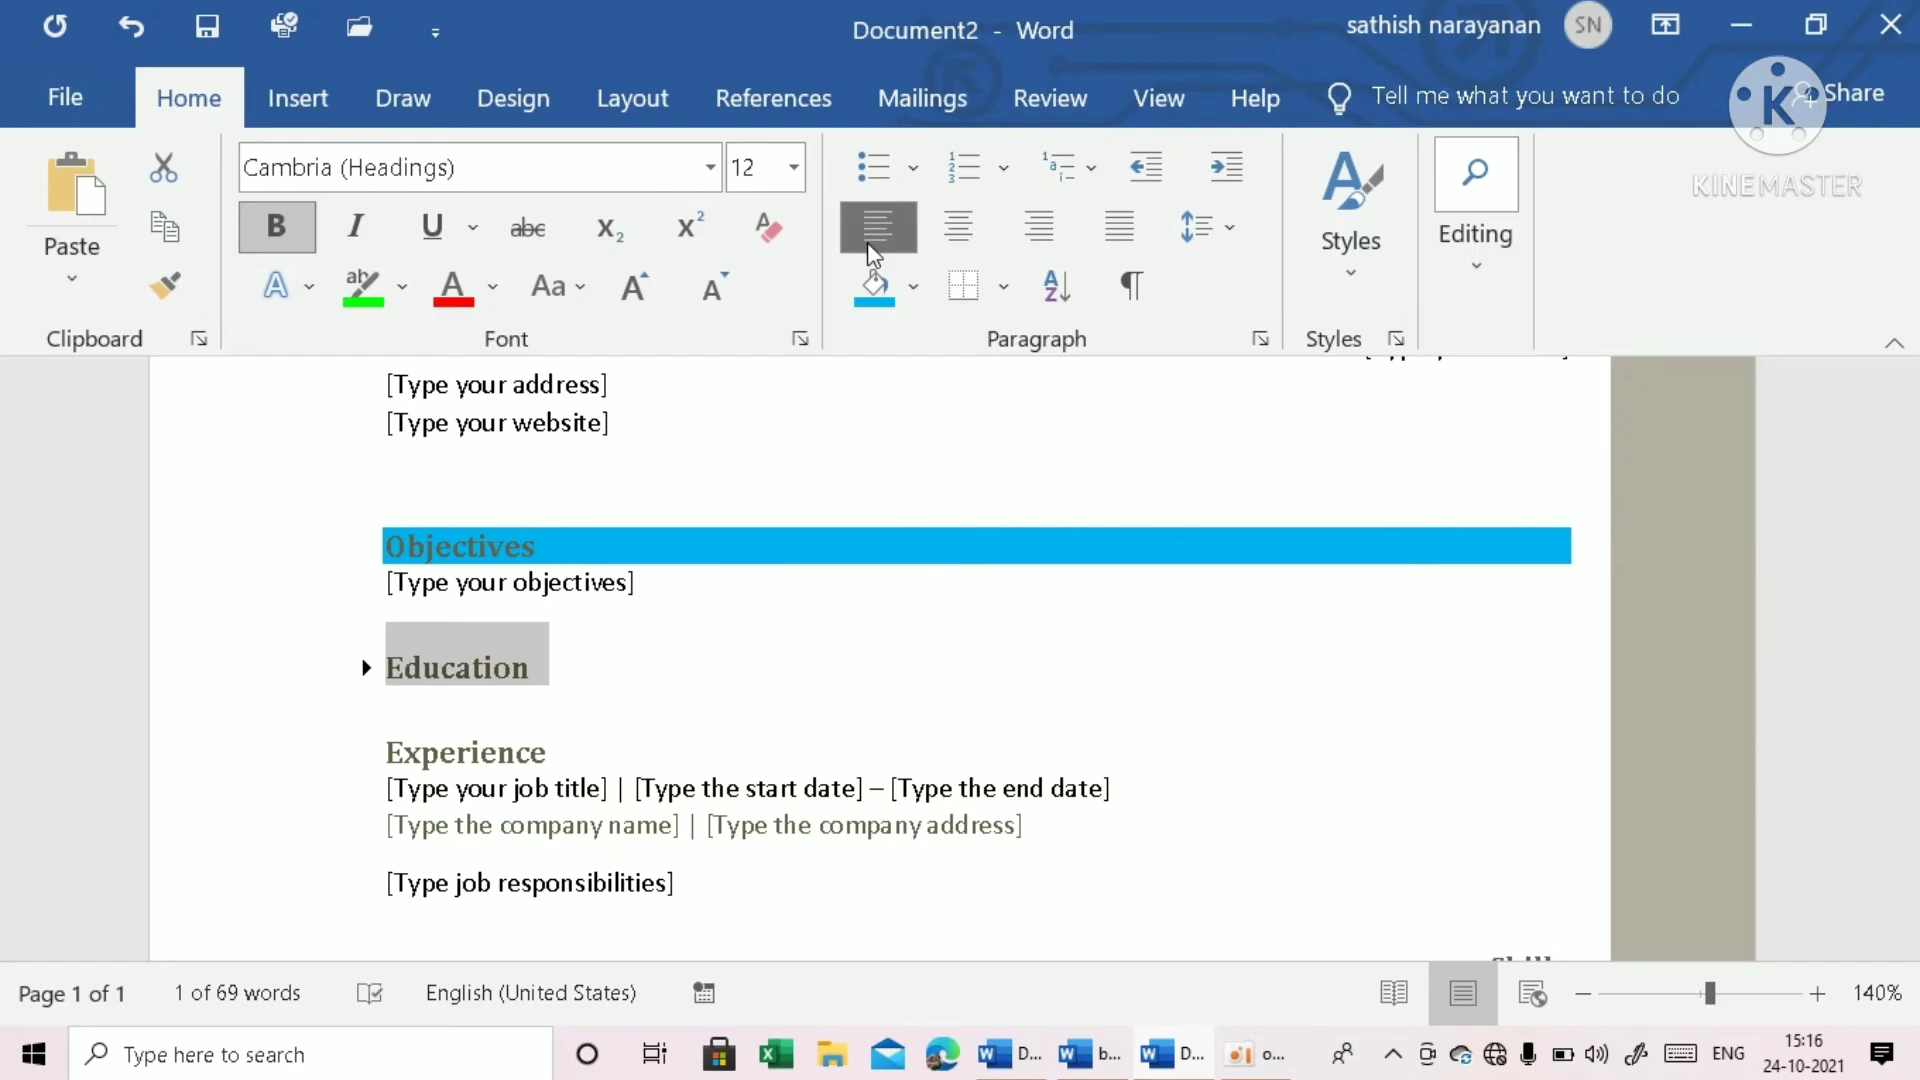 Document2 - Word
sathish narayanan
SN
File
Home
Insert
Draw
Design
Layout
References
Mailings
Review
View
Help
Tell me what you want to do
Share
K
KINEMASTER
Paste
Clipboard
Cambria (Headings)
12
Font
Paragraph
Styles
Styles
Editing
[Type your address]
[Type your website]
Objectives
[Type your objectives]
Education
Experience
[Type your job title] | [Type the start date] – [Type the end date]
[Type the company name] | [Type the company address]
[Type job responsibilities]
Page 1 of 1
1 of 69 words
English (United States)
140%
Type here to search
D...
b...
D...
o...
ENG
15:16
24-10-2021